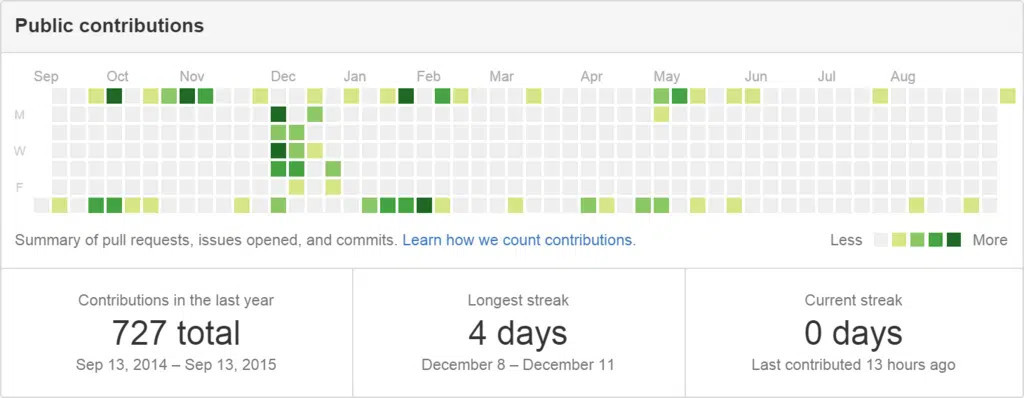 Public contributions
Sep Oct Nov Dec Jan Feb Mar Apr May Jun Jul Aug
M
W
F
Summary of pull requests, issues opened, and commits. Learn how we count contributions. Less More
Contributions in the last year Longest streak Current streak
727 total 4 days 0 days
Sep 13, 2014 – Sep 13, 2015 December 8 – December 11 Last contributed 13 hours ago